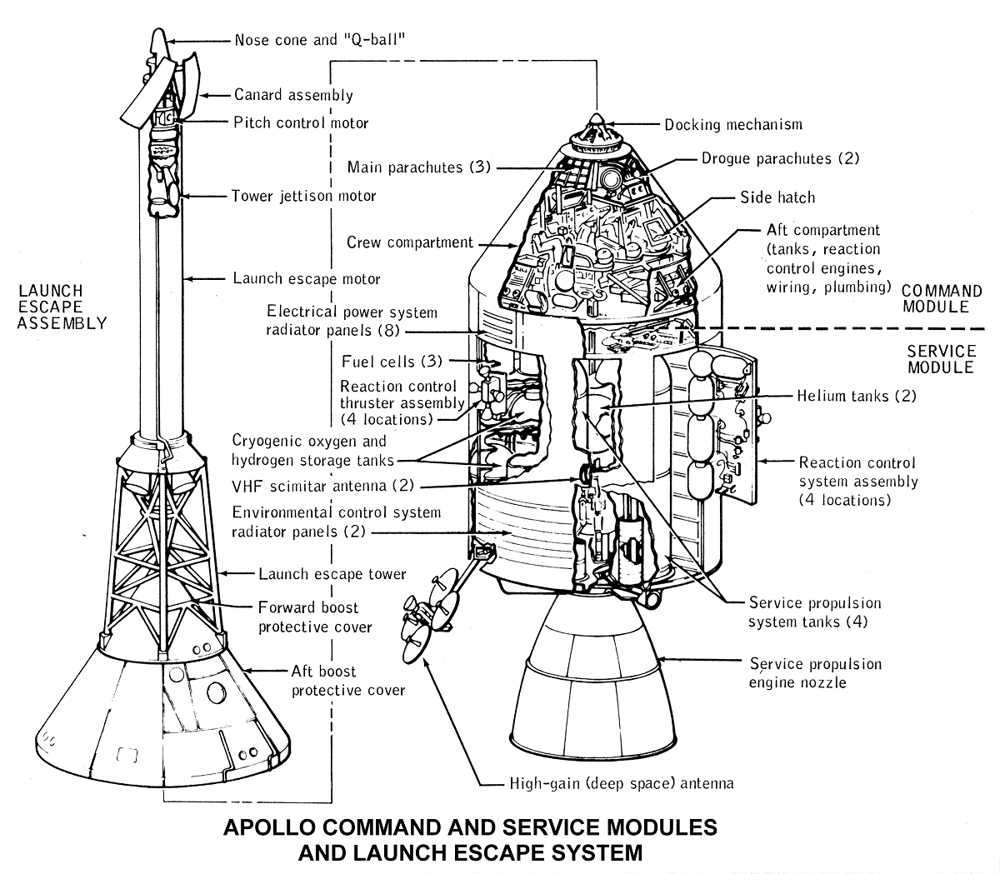 Nose cone and "Q-ball"
Canard assembly
Pitch control motor
Tower jettison motor
Launch escape motor
LAUNCH
ESCAPE
ASSEMBLY
Launch escape tower
Forward boost
protective cover
Aft boost
protective cover
Docking mechanism
Main parachutes (3)
Drogue parachutes (2)
Side hatch
Crew compartment
Aft compartment
(tanks, reaction
control engines,
wiring, plumbing)
COMMAND
MODULE
SERVICE
MODULE
Electrical power system
radiator panels (8)
Fuel cells (3)
Reaction control
thruster assembly
(4 locations)
Cryogenic oxygen and
hydrogen storage tanks
VHF scimitar antenna (2)
Environmental control system
radiator panels (2)
Helium tanks (2)
Reaction control
system assembly
(4 locations)
Service propulsion
system tanks (4)
Service propulsion
engine nozzle
High-gain (deep space) antenna
APOLLO COMMAND AND SERVICE MODULES
AND LAUNCH ESCAPE SYSTEM